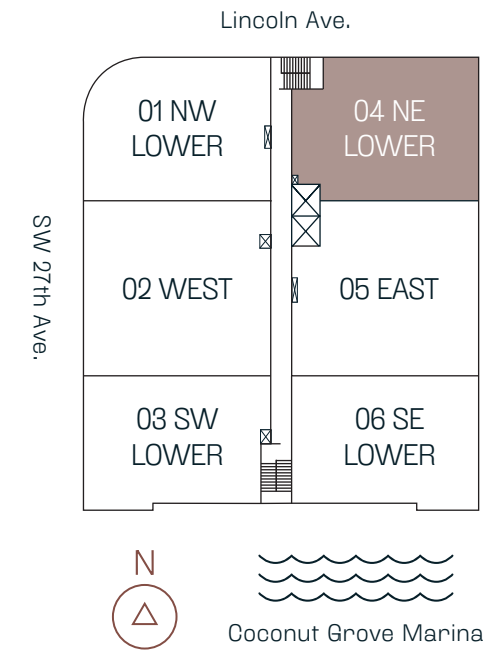 Lincoln Ave.
01 NW
LOWER
04 NE
LOWER
SW 27th Ave.
02 WEST
05 EAST
03 SW
LOWER
06 SE
LOWER
N
Coconut Grove Marina